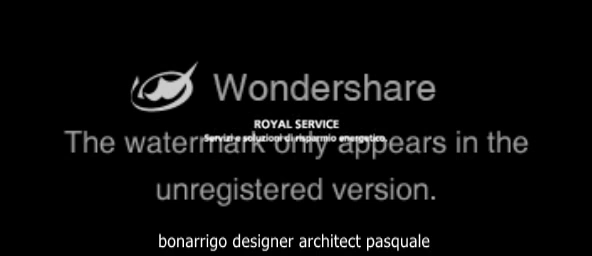 Wondershare
ROYAL SERVICE
Servizi e soluzioni di risparmio energetico
The watermark only appears in the
unregistered version.
bonarrigo designer architect pasquale